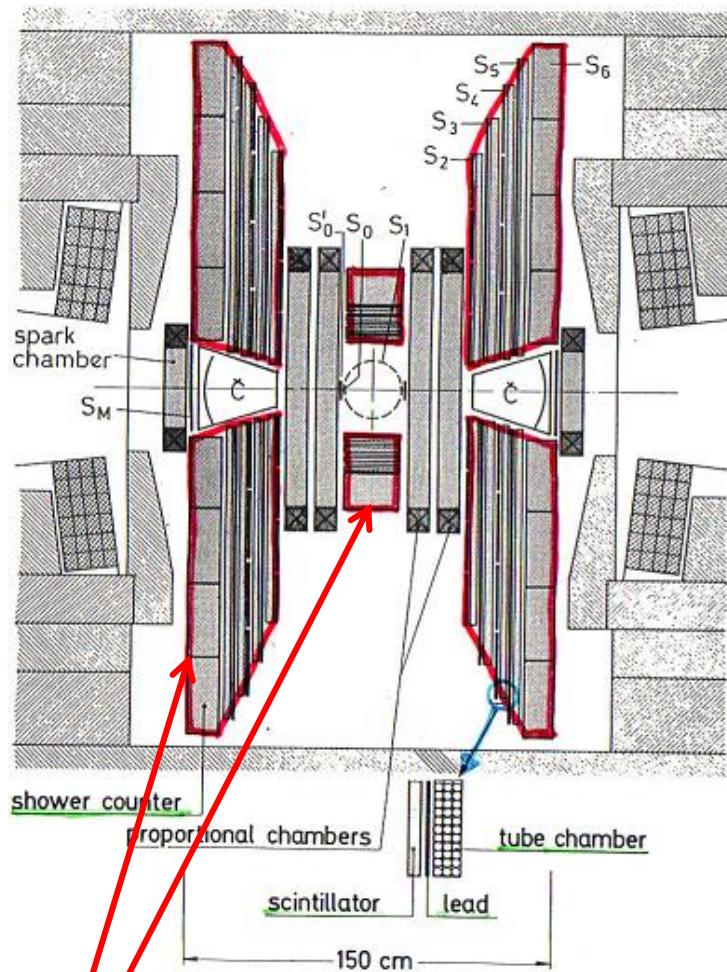 S5
S6
S4
S3
S2
S'0
S0
S1
spark
chamber
Č
Č
SM
shower counter
proportional chambers
tube chamber
scintillator
lead
150 cm